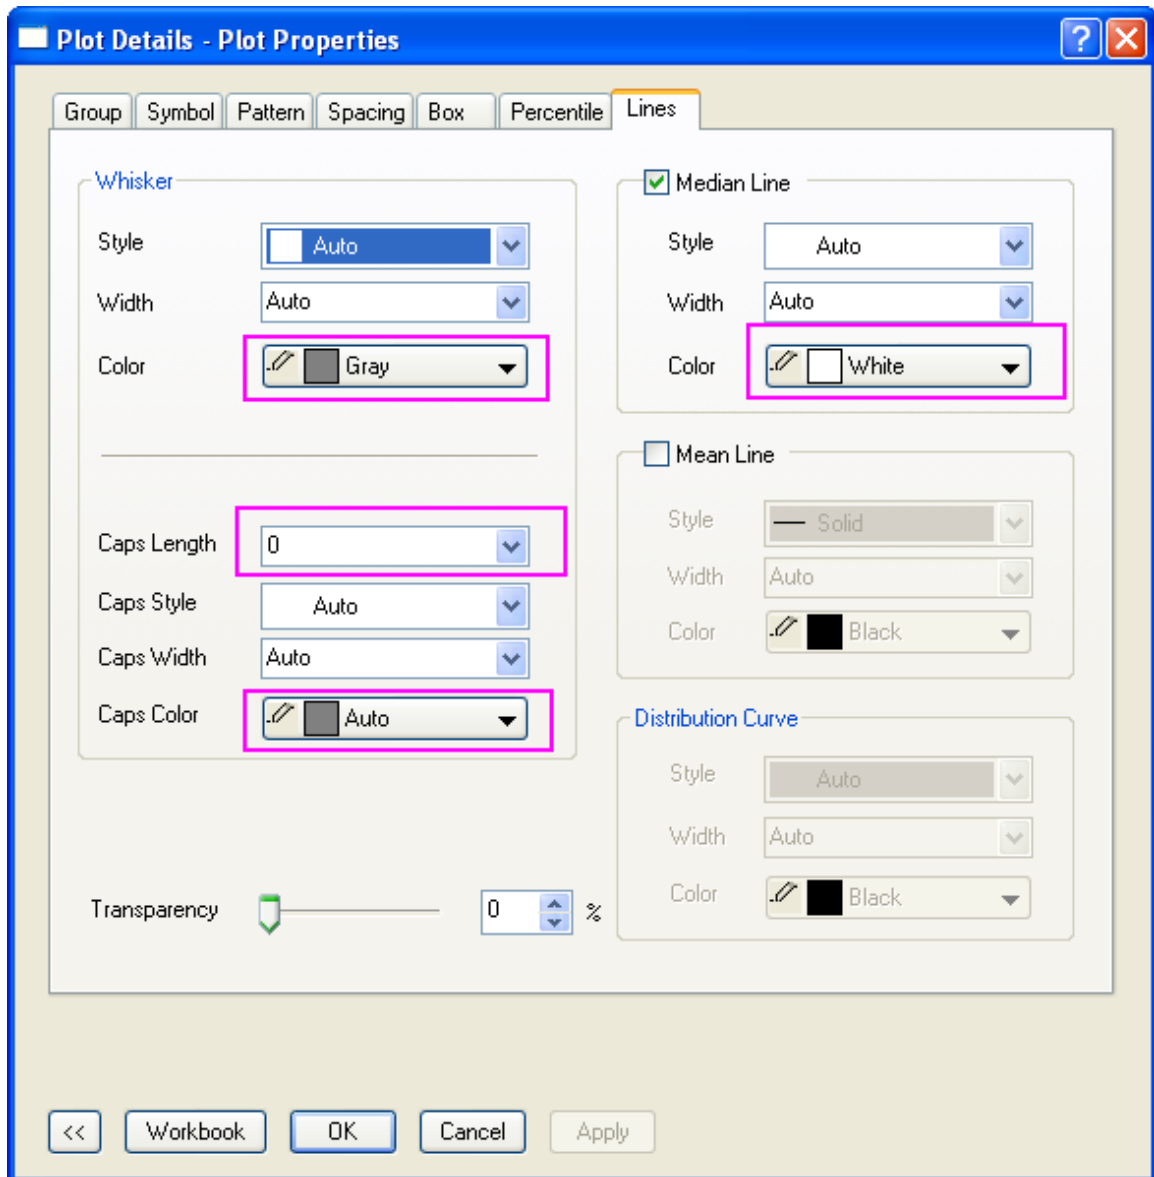 Plot Details - Plot Properties
?
Group Symbol Pattern Spacing Box Percentile Lines
Whisker
Style Auto
Width Auto
Color Gray
Caps Length 0
Caps Style Auto
Caps Width Auto
Caps Color Auto
Transparency 0 %
Median Line
Style Auto
Width Auto
Color White
Mean Line
Style Solid
Width Auto
Color Black
Distribution Curve
Style Auto
Width Auto
Color Black
<< Workbook OK Cancel Apply